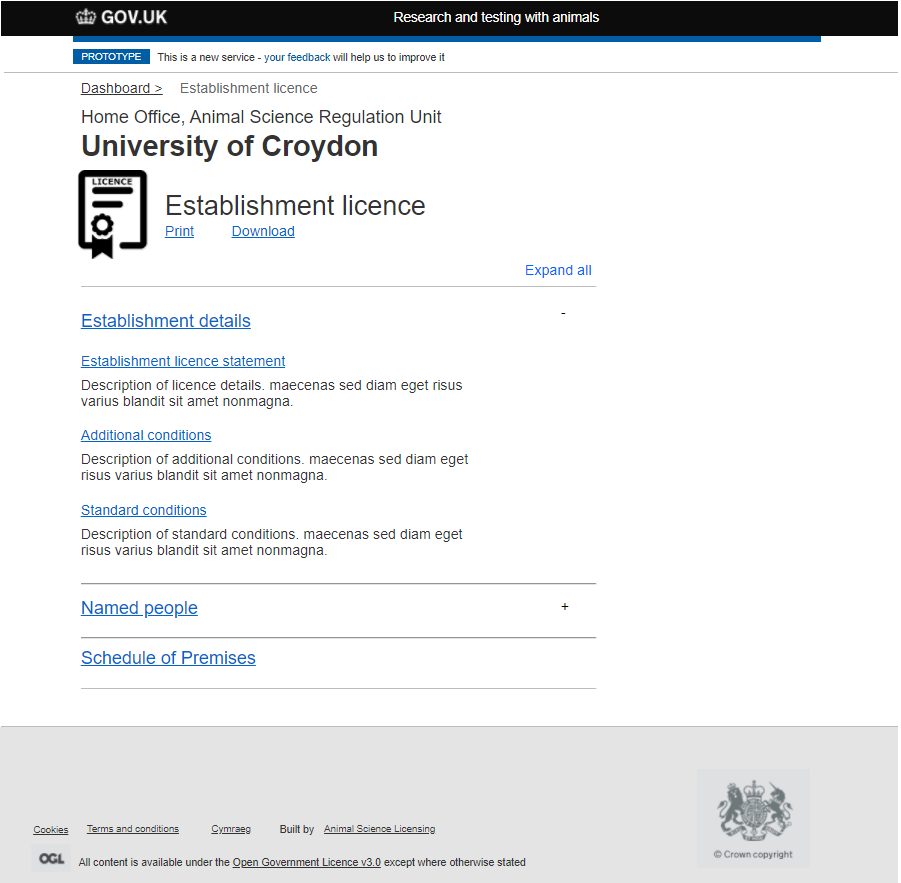 GOV.UK Research and testing with animals
PROTOTYPE This is a new service - your feedback will help us to improve it
Dashboard > Establishment licence
Home Office, Animal Science Regulation Unit
University of Croydon
LICENCE
Establishment licence
Print Download
Expand all
Establishment details -
Establishment licence statement
Description of licence details. maecenas sed diam eget risus
varius blandit sit amet nonmagna.
Additional conditions
Description of additional conditions. maecenas sed diam eget
risus varius blandit sit amet nonmagna.
Standard conditions
Description of standard conditions. maecenas sed diam eget
risus varius blandit sit amet nonmagna.
Named people +
Schedule of Premises
Cookies Terms and conditions Cymraeg Built by Animal Science Licensing
OGL All content is available under the Open Government Licence v3.0 except where otherwise stated
© Crown copyright